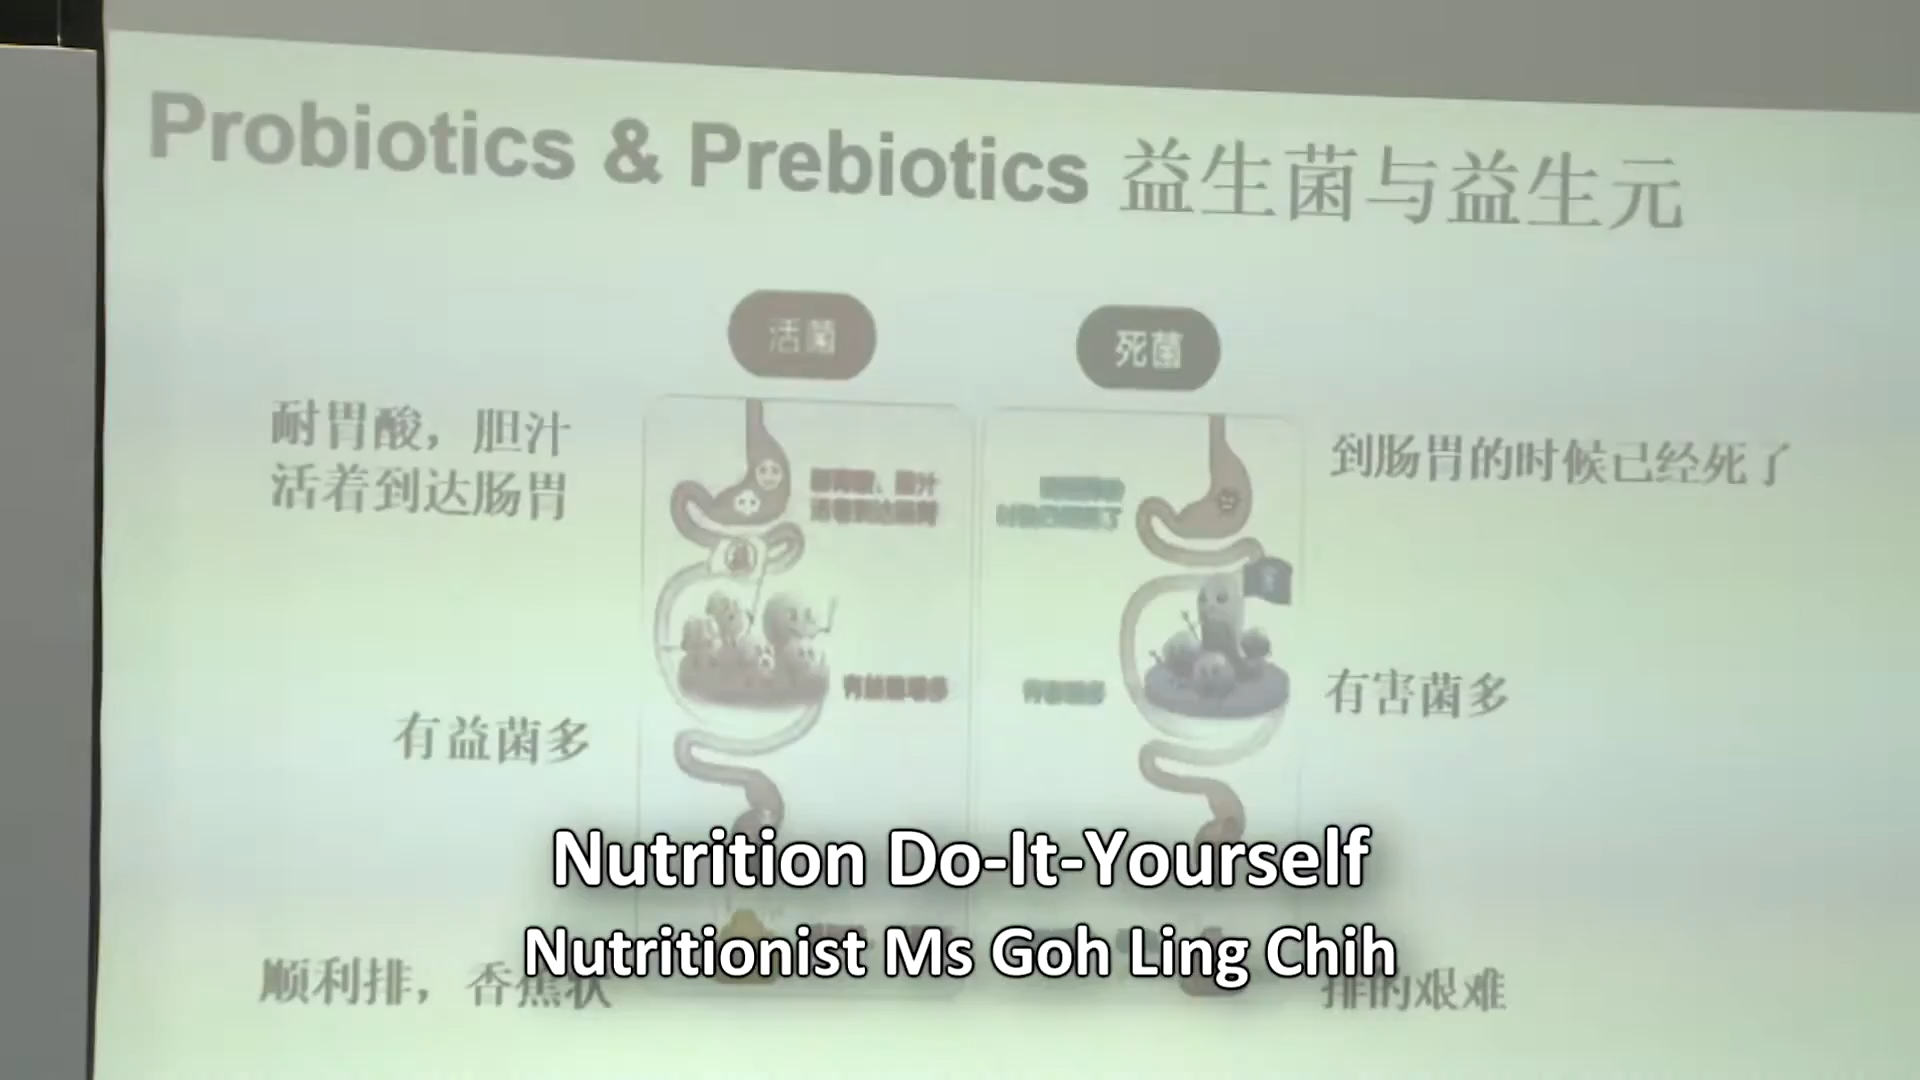 Probiotics & Prebiotics 益生菌与益生元
活菌
死菌
耐胃酸，胆汁
活着到达肠胃
到肠胃的时候已经死了
有益菌多
有害菌多
顺利排，香蕉状
排的艰难
Nutrition Do-It-Yourself
Nutritionist Ms Goh Ling Chih